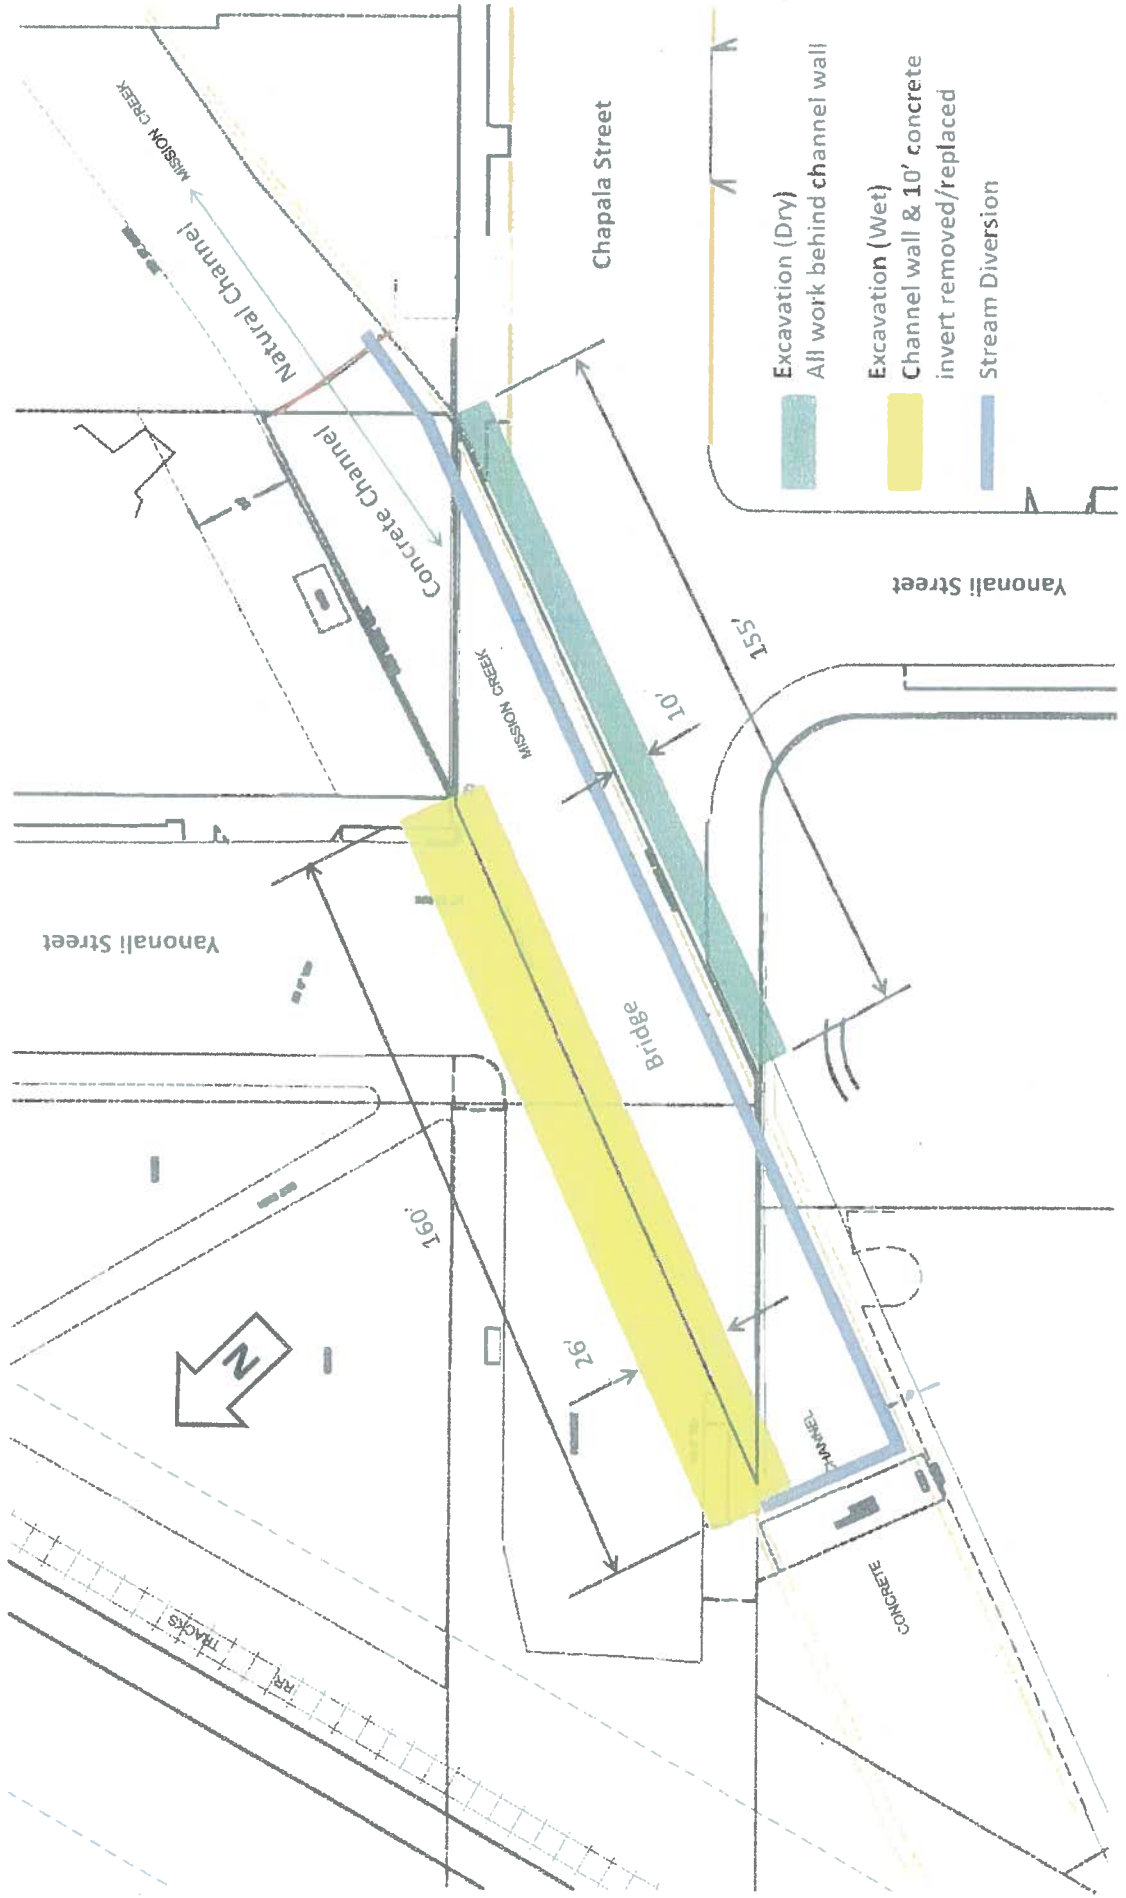 MISSION CREEK
Natural Channel
Concrete Channel
MISSION CREEK
Chapala Street
Excavation (Dry)
All work behind channel wall
Excavation (Wet)
Channel wall & 10' concrete
invert removed/replaced
Stream Diversion
Yanonali Street
155'
10'
Yanonali Street
Bridge
160'
26'
N
CHANNEL
CONCRETE
RR TRACKS